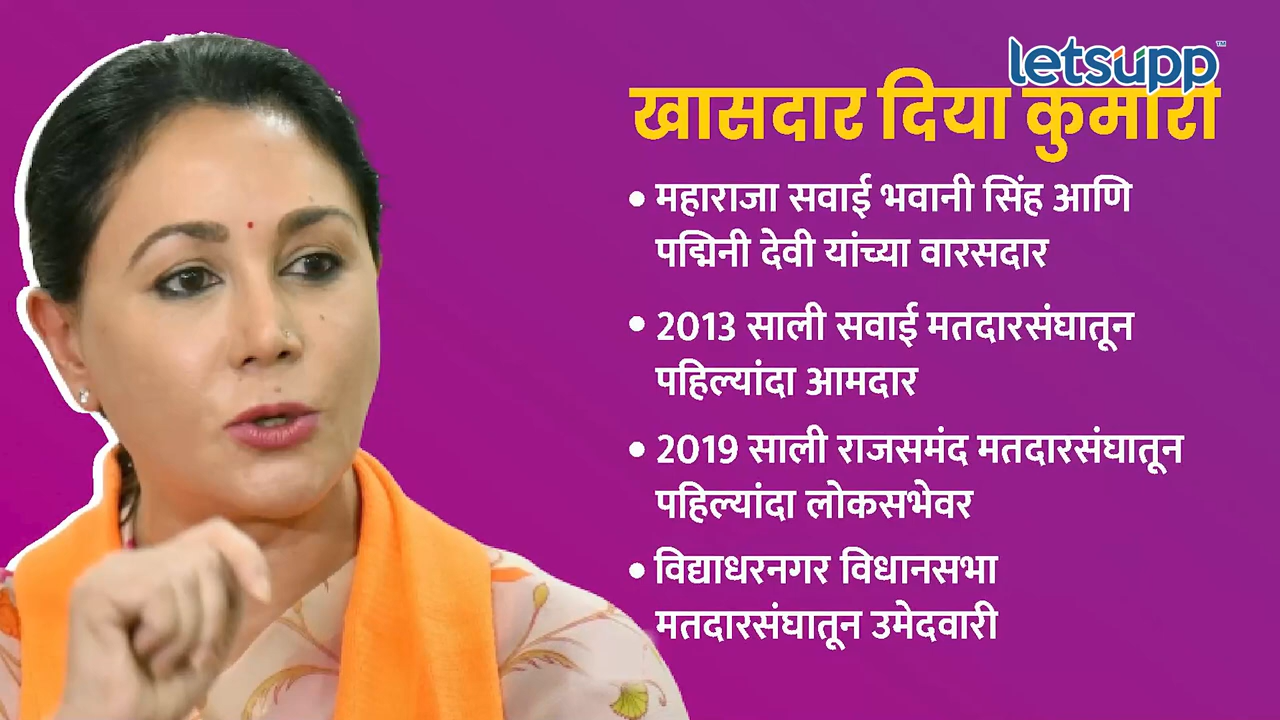 letsupp™
खासदार दिया कुमारी
• महाराजा सवाई भवानी सिंह आणि
पद्मिनी देवी यांच्या वारसदार
• 2013 साली सवाई मतदारसंघातून
पहिल्यांदा आमदार
• 2019 साली राजसमंद मतदारसंघातून
पहिल्यांदा लोकसभेवर
• विद्याधरनगर विधानसभा
मतदारसंघातून उमेदवारी